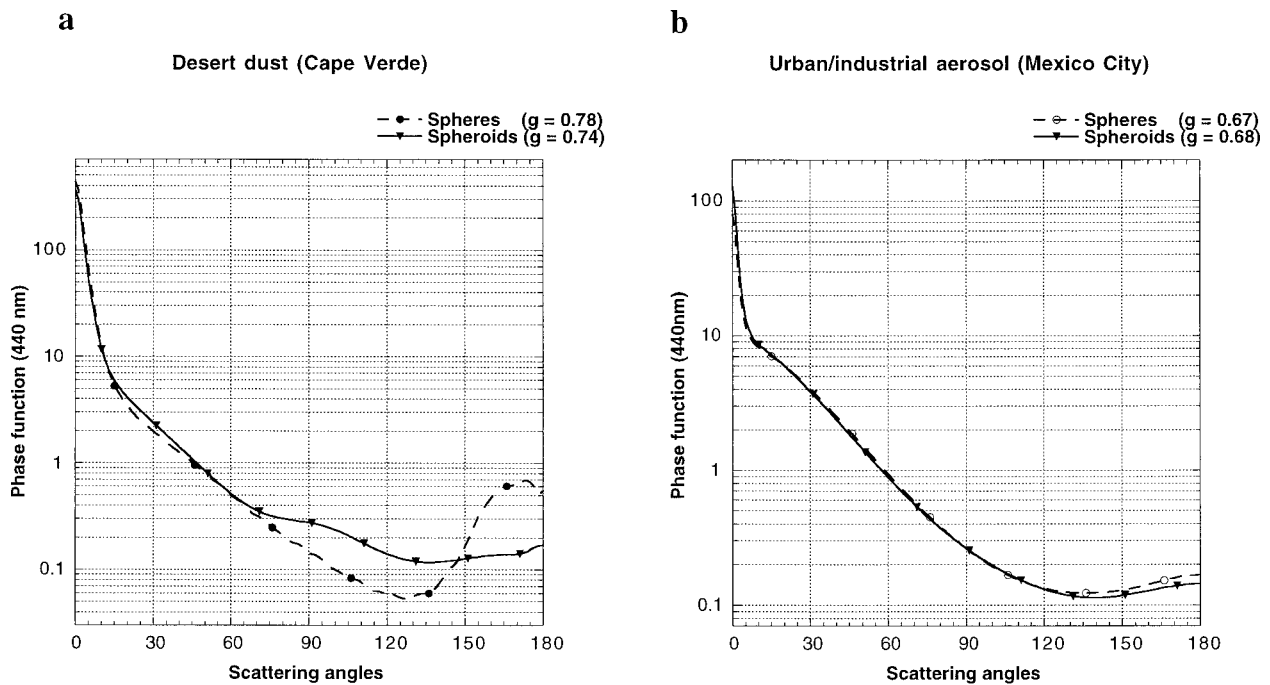 a
Desert dust (Cape Verde)
Spheres (g = 0.78)
Spheroids (g = 0.74)
Phase function (440 nm)
100
10
1
0.1
0 30 60 90 120 150 180
Scattering angles
b
Urban/industrial aerosol (Mexico City)
Spheres (g = 0.67)
Spheroids (g = 0.68)
Phase function (440nm)
100
10
1
0.1
0 30 60 90 120 150 180
Scattering angles